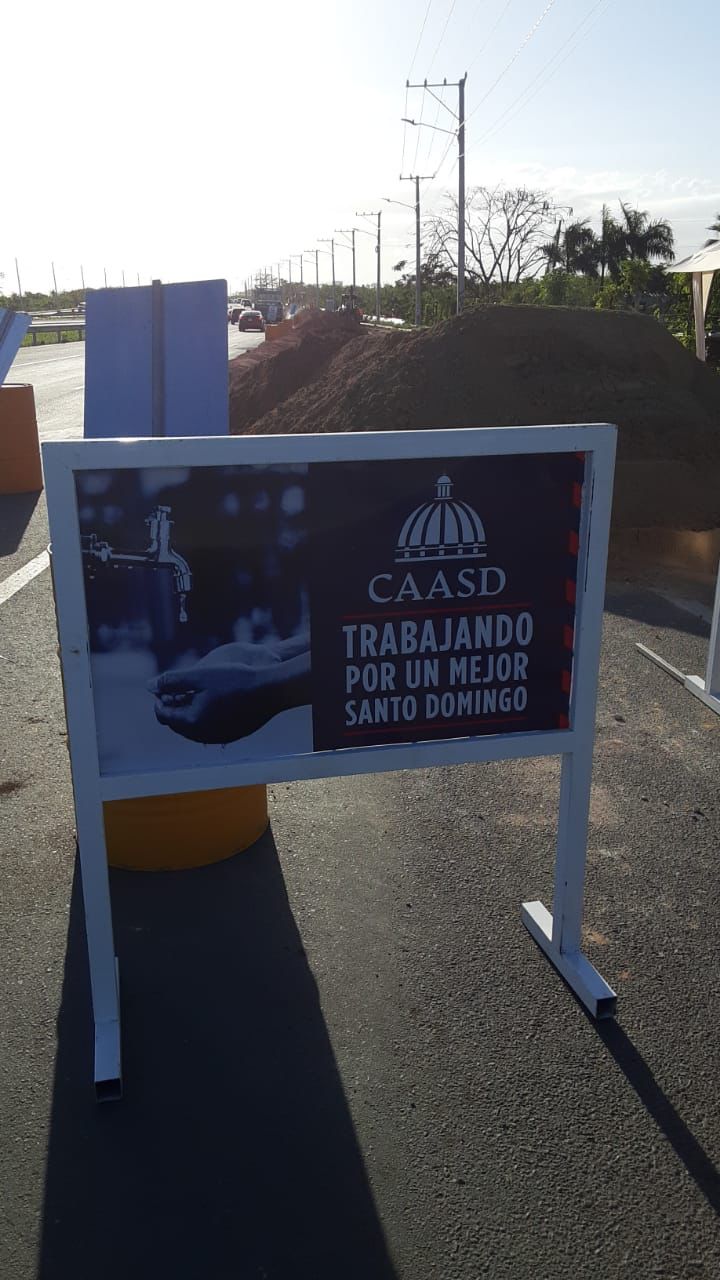 CAASD
TRABAJANDO
POR UN MEJOR
SANTO DOMINGO